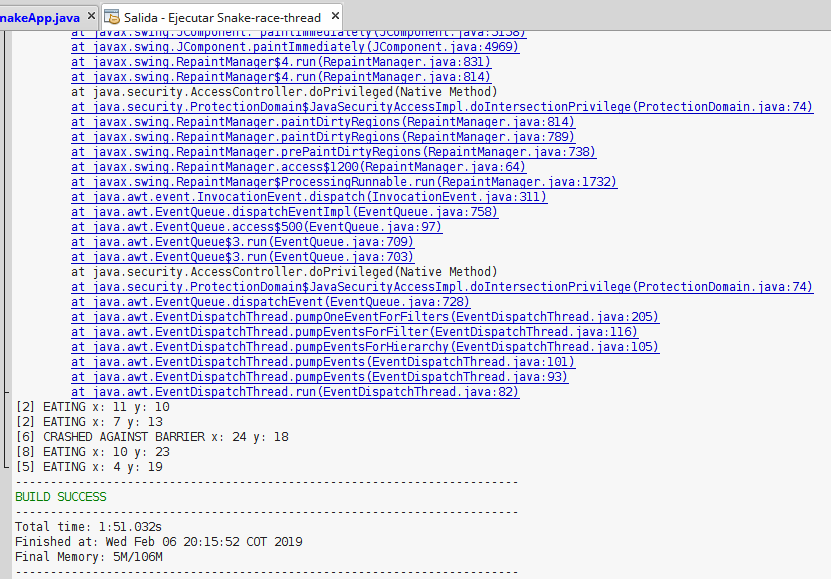 nakeApp.java
Salida - Ejecutar Snake-race-thread
at javax.swing.JComponent._paintImmediately(JComponent.java:5158)
at javax.swing.JComponent.paintImmediately(JComponent.java:4969)
at javax.swing.RepaintManager$4.run(RepaintManager.java:831)
at javax.swing.RepaintManager$4.run(RepaintManager.java:814)
at java.security.AccessController.doPrivileged(Native Method)
at java.security.ProtectionDomain$JavaSecurityAccessImpl.doIntersectionPrivilege(ProtectionDomain.java:74)
at javax.swing.RepaintManager.paintDirtyRegions(RepaintManager.java:814)
at javax.swing.RepaintManager.paintDirtyRegions(RepaintManager.java:789)
at javax.swing.RepaintManager.prePaintDirtyRegions(RepaintManager.java:738)
at javax.swing.RepaintManager.access$1200(RepaintManager.java:64)
at javax.swing.RepaintManager$ProcessingRunnable.run(RepaintManager.java:1732)
at java.awt.event.InvocationEvent.dispatch(InvocationEvent.java:311)
at java.awt.EventQueue.dispatchEventImpl(EventQueue.java:758)
at java.awt.EventQueue.access$500(EventQueue.java:97)
at java.awt.EventQueue$3.run(EventQueue.java:709)
at java.awt.EventQueue$3.run(EventQueue.java:703)
at java.security.AccessController.doPrivileged(Native Method)
at java.security.ProtectionDomain$JavaSecurityAccessImpl.doIntersectionPrivilege(ProtectionDomain.java:74)
at java.awt.EventQueue.dispatchEvent(EventQueue.java:728)
at java.awt.EventDispatchThread.pumpOneEventForFilters(EventDispatchThread.java:205)
at java.awt.EventDispatchThread.pumpEventsForFilter(EventDispatchThread.java:116)
at java.awt.EventDispatchThread.pumpEventsForHierarchy(EventDispatchThread.java:105)
at java.awt.EventDispatchThread.pumpEvents(EventDispatchThread.java:101)
at java.awt.EventDispatchThread.pumpEvents(EventDispatchThread.java:93)
at java.awt.EventDispatchThread.run(EventDispatchThread.java:82)
[2] EATING x: 11 y: 10
[2] EATING x: 7 y: 13
[6] CRASHED AGAINST BARRIER x: 24 y: 18
[8] EATING x: 10 y: 23
[5] EATING x: 4 y: 19
------------------------------------------------------------------------
BUILD SUCCESS
------------------------------------------------------------------------
Total time: 1:51.032s
Finished at: Wed Feb 06 20:15:52 COT 2019
Final Memory: 5M/106M
------------------------------------------------------------------------